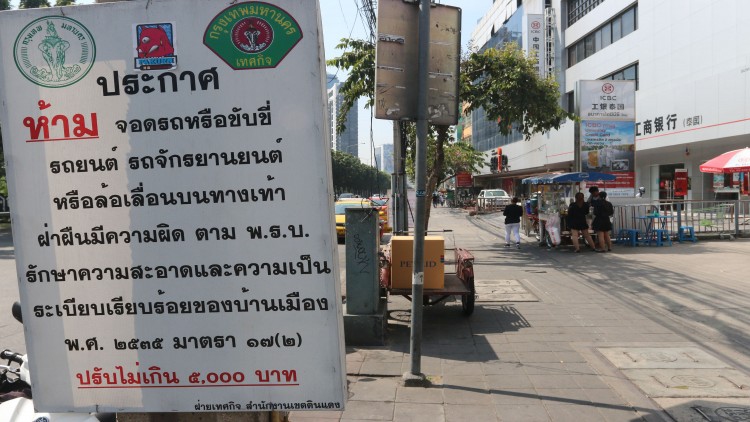 กรุงเทพมหานคร
เทศกิจ
ประกาศ
ห้าม จอดรถหรือขับขี่
รถยนต์ รถจักรยานยนต์
หรือล้อเลื่อนบนทางเท้า
ฝ่าฝืนมีความผิด ตาม พ.ร.บ.
รักษาความสะอาดและความเป็น
ระเบียบเรียบร้อยของบ้านเมือง
พ.ศ. ๒๕๓๕ มาตรา ๑๗(๒)
ปรับไม่เกิน ๕,๐๐๐ บาท
ฝ่ายเทศกิจ สำนักงานเขตดินแดง
ICBC
工银泰国
工商银行 (泰国)